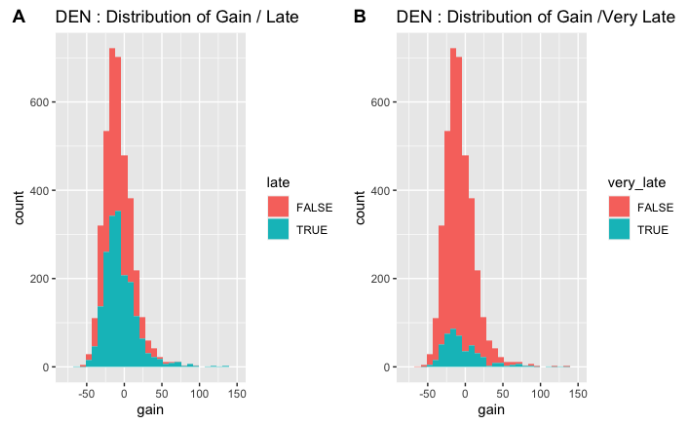 A
DEN : Distribution of Gain / Late
600
400
200
0
count
-50
0
50
100
150
gain
late
FALSE
TRUE
B
DEN : Distribution of Gain /Very Late
600
400
200
0
count
-50
0
50
100
150
gain
very_late
FALSE
TRUE